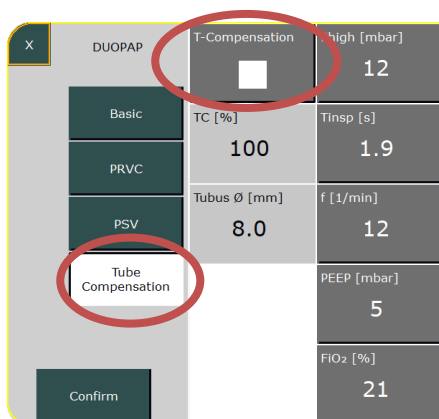 X
DUOPAP
Basic
PRVC
PSV
Tube
Compensation
Confirm
T-Compensation
TC [%]
100
Tubus Ø [mm]
8.0
high [mbar]
12
Tinsp [s]
1.9
f [1/min]
12
PEEP [mbar]
5
FiO₂ [%]
21